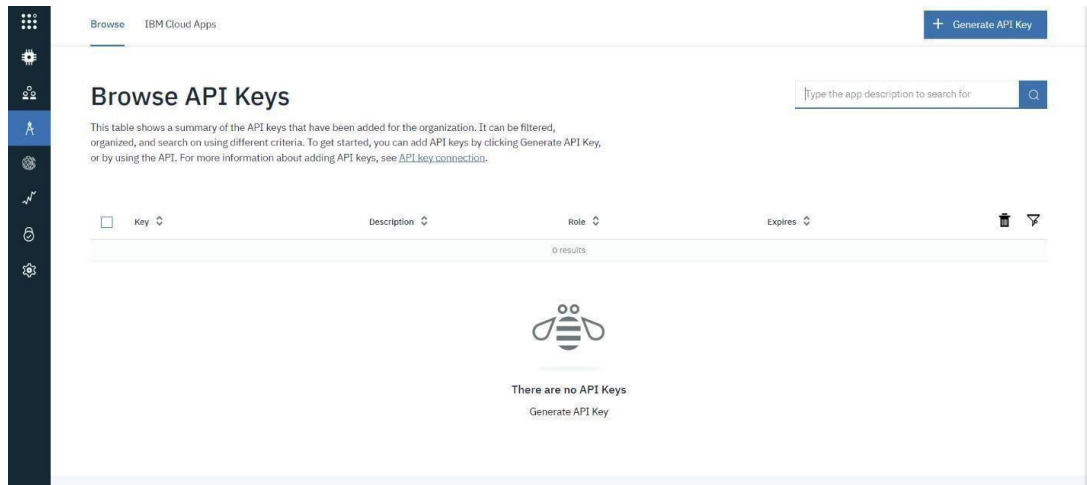 Browse
IBM Cloud Apps
+ Generate API Key
Browse API Keys
Type the app description to search for
This table shows a summary of the API keys that have been added for the organization. It can be filtered,
organized, and search on using different criteria. To get started, you can add API keys by clicking Generate API Key,
or by using the API. For more information about adding API keys, see API key connection.
Key
Description
Role
Expires
0 results
There are no API Keys
Generate API Key